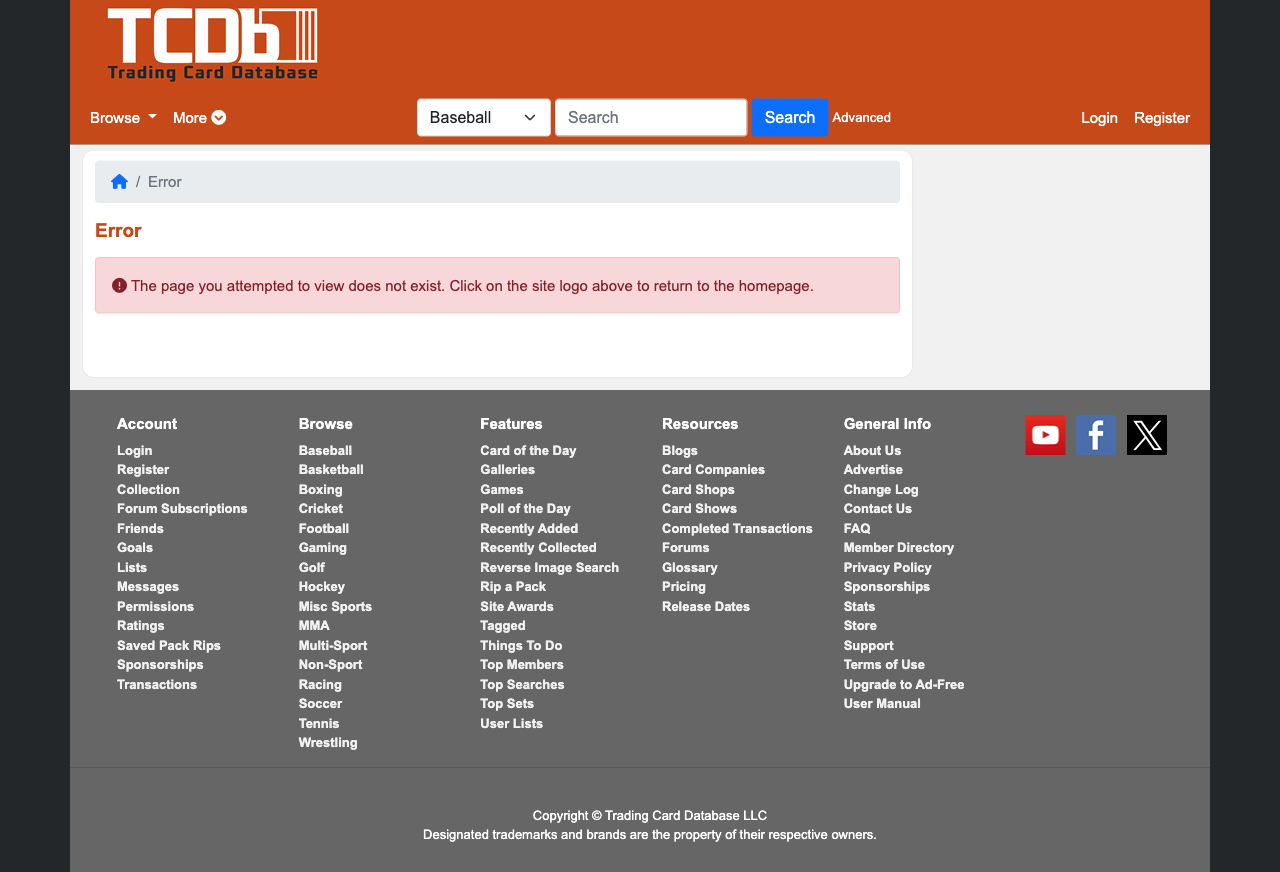 TCDb
Trading Card Database
Browse More Baseball Search Search Advanced Login Register
/ Error
Error
The page you attempted to view does not exist. Click on the site logo above to return to the homepage.
Account
Login
Register
Collection
Forum Subscriptions
Friends
Goals
Lists
Messages
Permissions
Ratings
Saved Pack Rips
Sponsorships
Transactions
Browse
Baseball
Basketball
Boxing
Cricket
Football
Gaming
Golf
Hockey
Misc Sports
MMA
Multi-Sport
Non-Sport
Racing
Soccer
Tennis
Wrestling
Features
Card of the Day
Galleries
Games
Poll of the Day
Recently Added
Recently Collected
Reverse Image Search
Rip a Pack
Site Awards
Tagged
Things To Do
Top Members
Top Searches
Top Sets
User Lists
Resources
Blogs
Card Companies
Card Shops
Card Shows
Completed Transactions
Forums
Glossary
Pricing
Release Dates
General Info
About Us
Advertise
Change Log
Contact Us
FAQ
Member Directory
Privacy Policy
Sponsorships
Stats
Store
Support
Terms of Use
Upgrade to Ad-Free
User Manual
Copyright © Trading Card Database LLC
Designated trademarks and brands are the property of their respective owners.